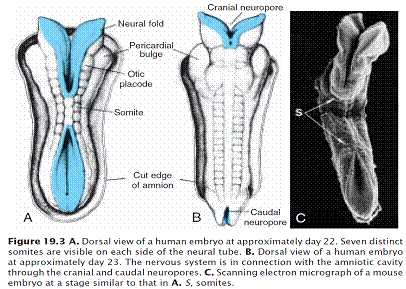 Cranial neuropore
Neural fold
Pericardial
bulge
Otic
placode
Somite
S
Cut edge
of amnion
Caudal
neuropore
A
B
C
Figure 19.3 A. Dorsal view of a human embryo at approximately day 22. Seven distinct
somites are visible on each side of the neural tube. B. Dorsal view of a human embryo
at approximately day 23. The nervous system is in connection with the amniotic cavity
through the cranial and caudal neuropores. C. Scanning electron micrograph of a mouse
embryo at a stage similar to that in A. S, somites.